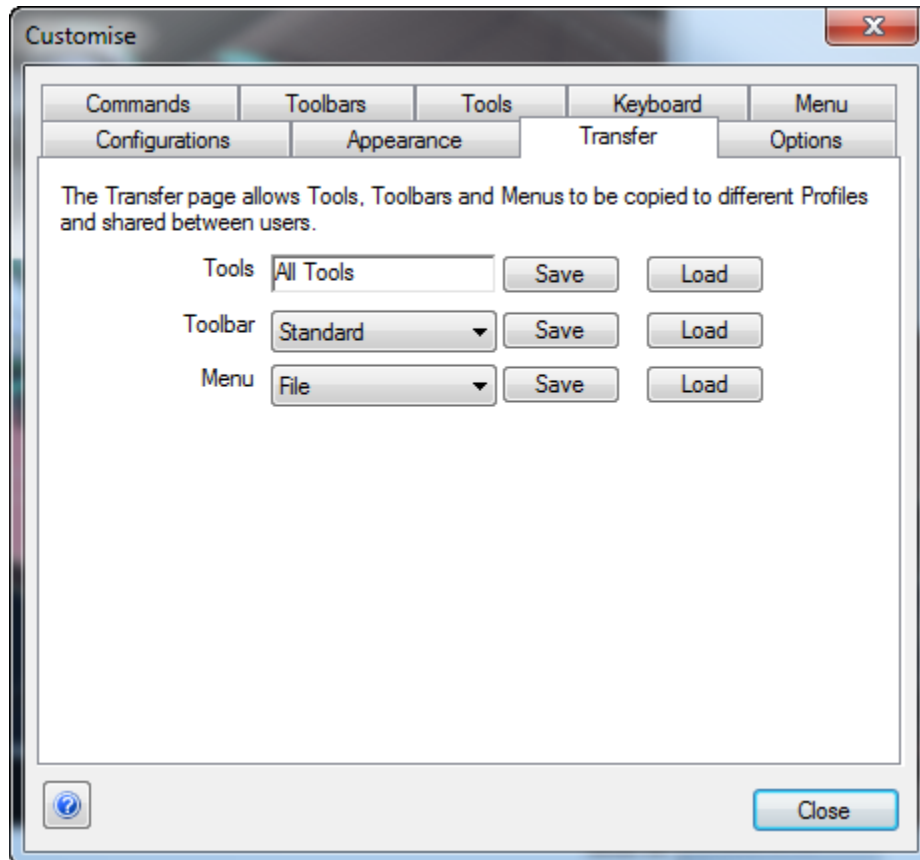 Customise
Commands Toolbars Tools Keyboard Menu
Configurations Appearance Transfer Options
The Transfer page allows Tools, Toolbars and Menus to be copied to different Profiles
and shared between users.
Tools All Tools Save Load
Toolbar Standard Save Load
Menu File Save Load
Close